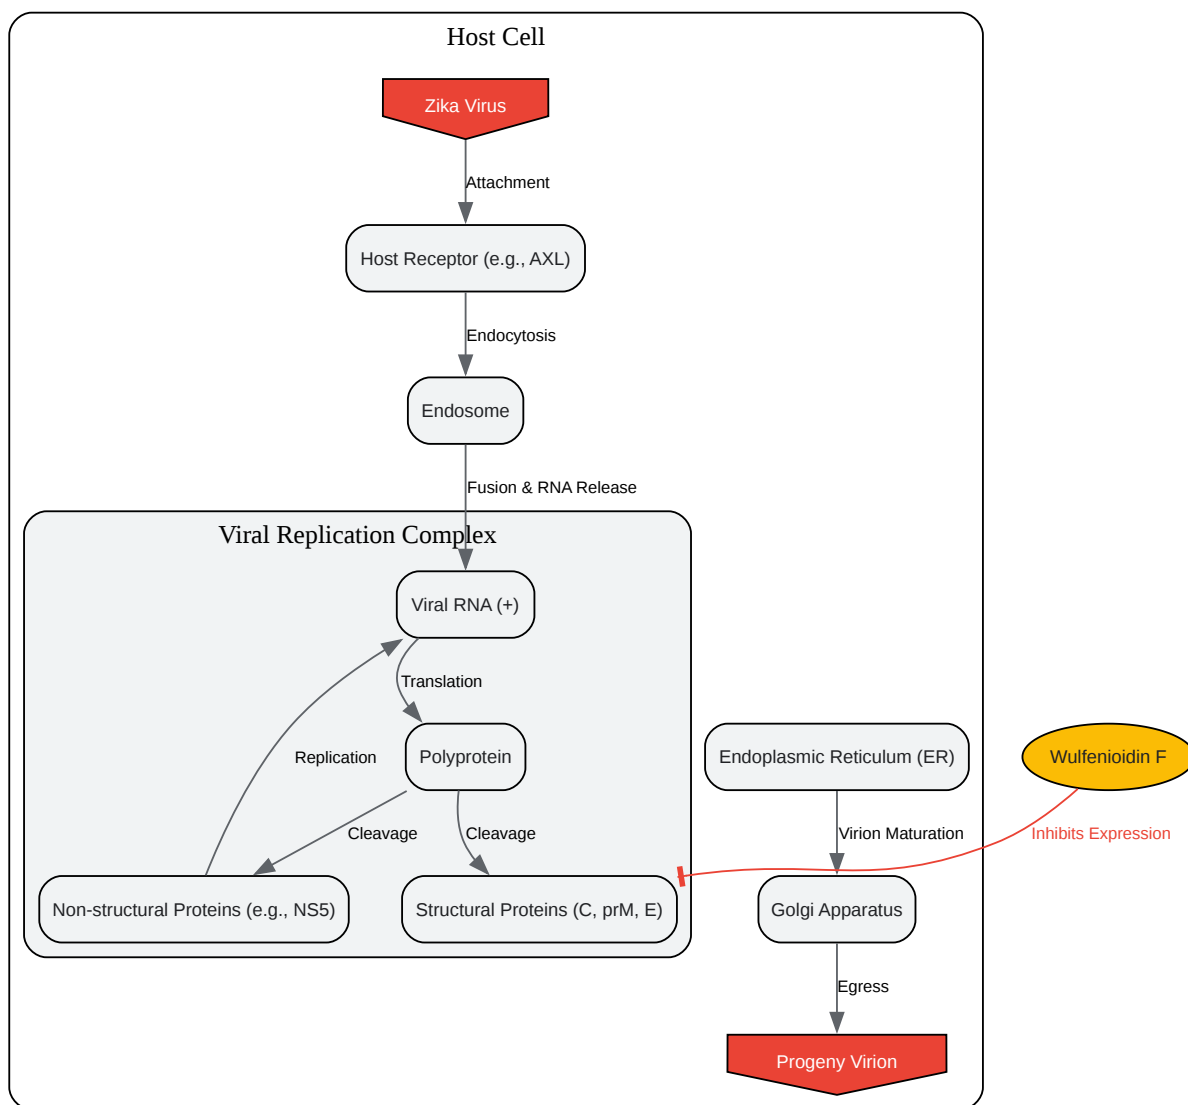 Host Cell
Zika Virus
Attachment
Host Receptor (e.g., AXL)
Endocytosis
Endosome
Fusion & RNA Release
Viral Replication Complex
Viral RNA (+)
Translation
Replication
Polyprotein
Endoplasmic Reticulum (ER)
Wulfenioidin F
Cleavage
Cleavage
Virion Maturation
Inhibits Expression
Non-structural Proteins (e.g., NS5)
Structural Proteins (C, prM, E)
Golgi Apparatus
Egress
Progeny Virion